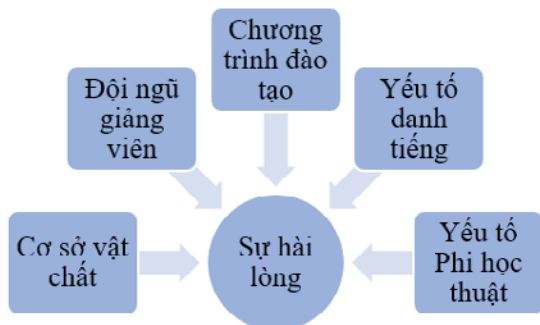 Chương
trình đào
tạo
Đội ngũ
giảng
viên
Yếu tố
danh
tiếng
Cơ sở vật
chất
Sự hài
lòng
Yếu tố
Phi học
thuật